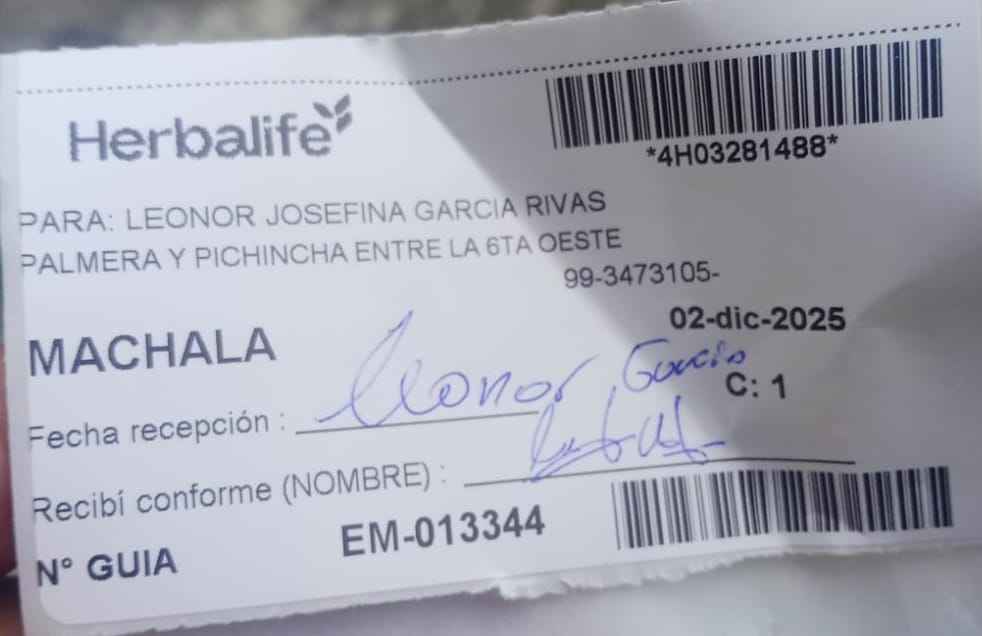 Herbalife
*4H03281488*
PARA: LEONOR JOSEFINA GARCIA RIVAS
PALMERA Y PICHINCHA ENTRE LA 6TA OESTE
99-3473105-
02-dic-2025
MACHALA
C: 1
Fecha recepción : Leonor Garcia
Recibí conforme (NOMBRE) :
N° GUIA EM-013344